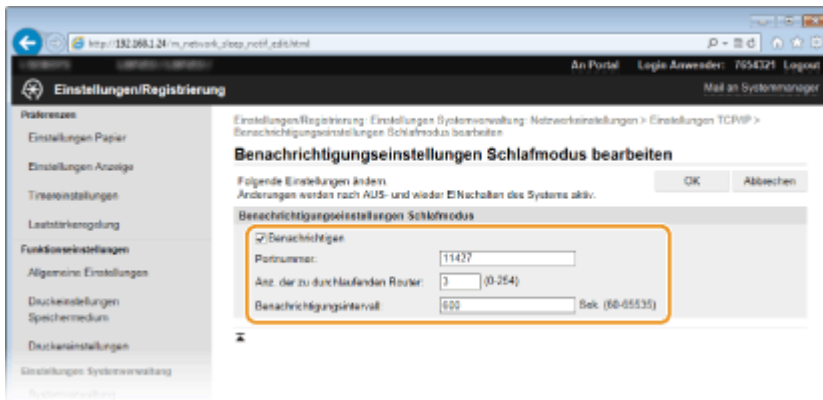 http://192.168.1.24/m_network_sleep_notif_edit.html
An Portal Login Anwender: 7654321 Logout
Einstellungen/Registrierung
Mail an Systemmanager
Präferenzen
Einstellungen Papier
Einstellungen Anzeige
Timereinstellungen
Lautstärkeregelung
Funktionseinstellungen
Allgemeine Einstellungen
Druckeinstellungen
Speichermedium
Druckereinstellungen
Einstellungen Systemverwaltung
Einstellungen/Registrierung: Einstellungen Systemverwaltung: Netzwerkeinstellungen > Einstellungen TCP/IP >
Benachrichtigungseinstellungen Schlafmodus bearbeiten
Benachrichtigungseinstellungen Schlafmodus bearbeiten
Folgende Einstellungen ändern.
Änderungen werden nach AUS- und wieder EINschalten des Systems aktiv.
OK
Abbrechen
Benachrichtigungseinstellungen Schlafmodus
Benachrichtigen
Portnummer: 11427
Anz. der zu durchlaufenden Router: 3 (0-254)
Benachrichtigungsintervall: 600 Sek. (60-65535)